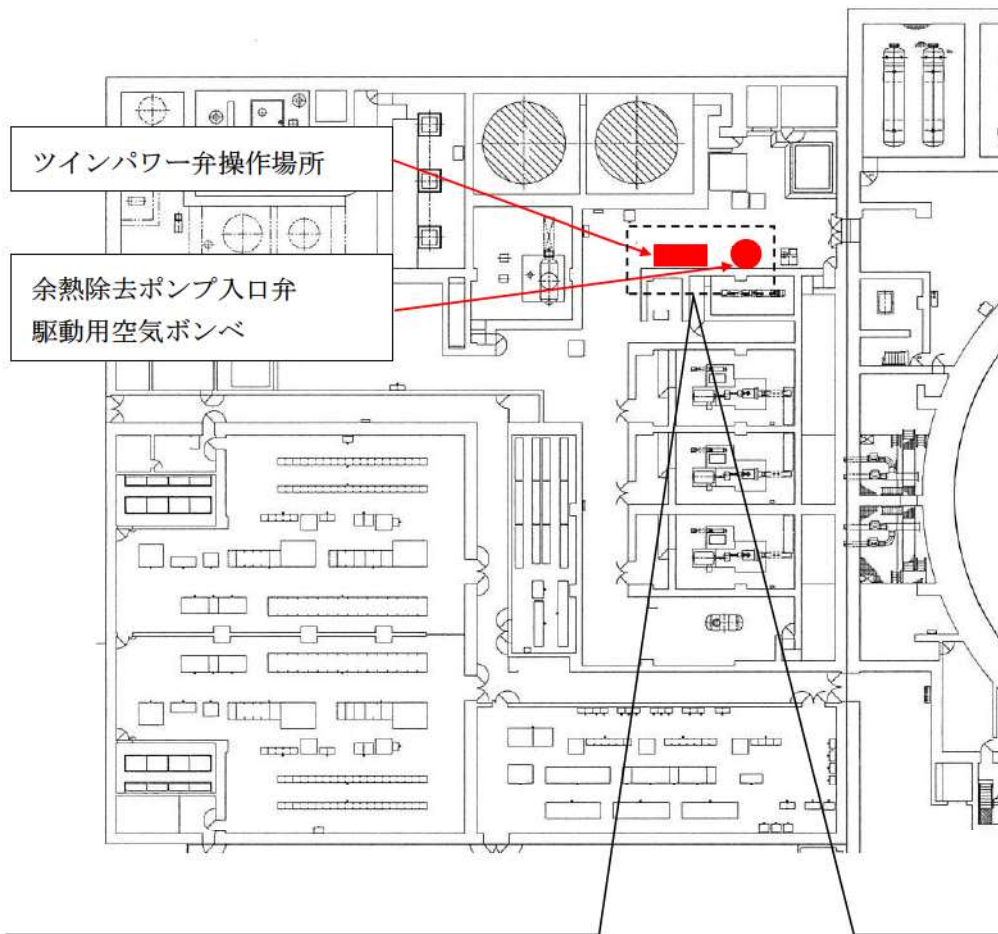 ツインパワー弁操作場所
余熱除去ポンプ入口弁
駆動用空気ボンベ